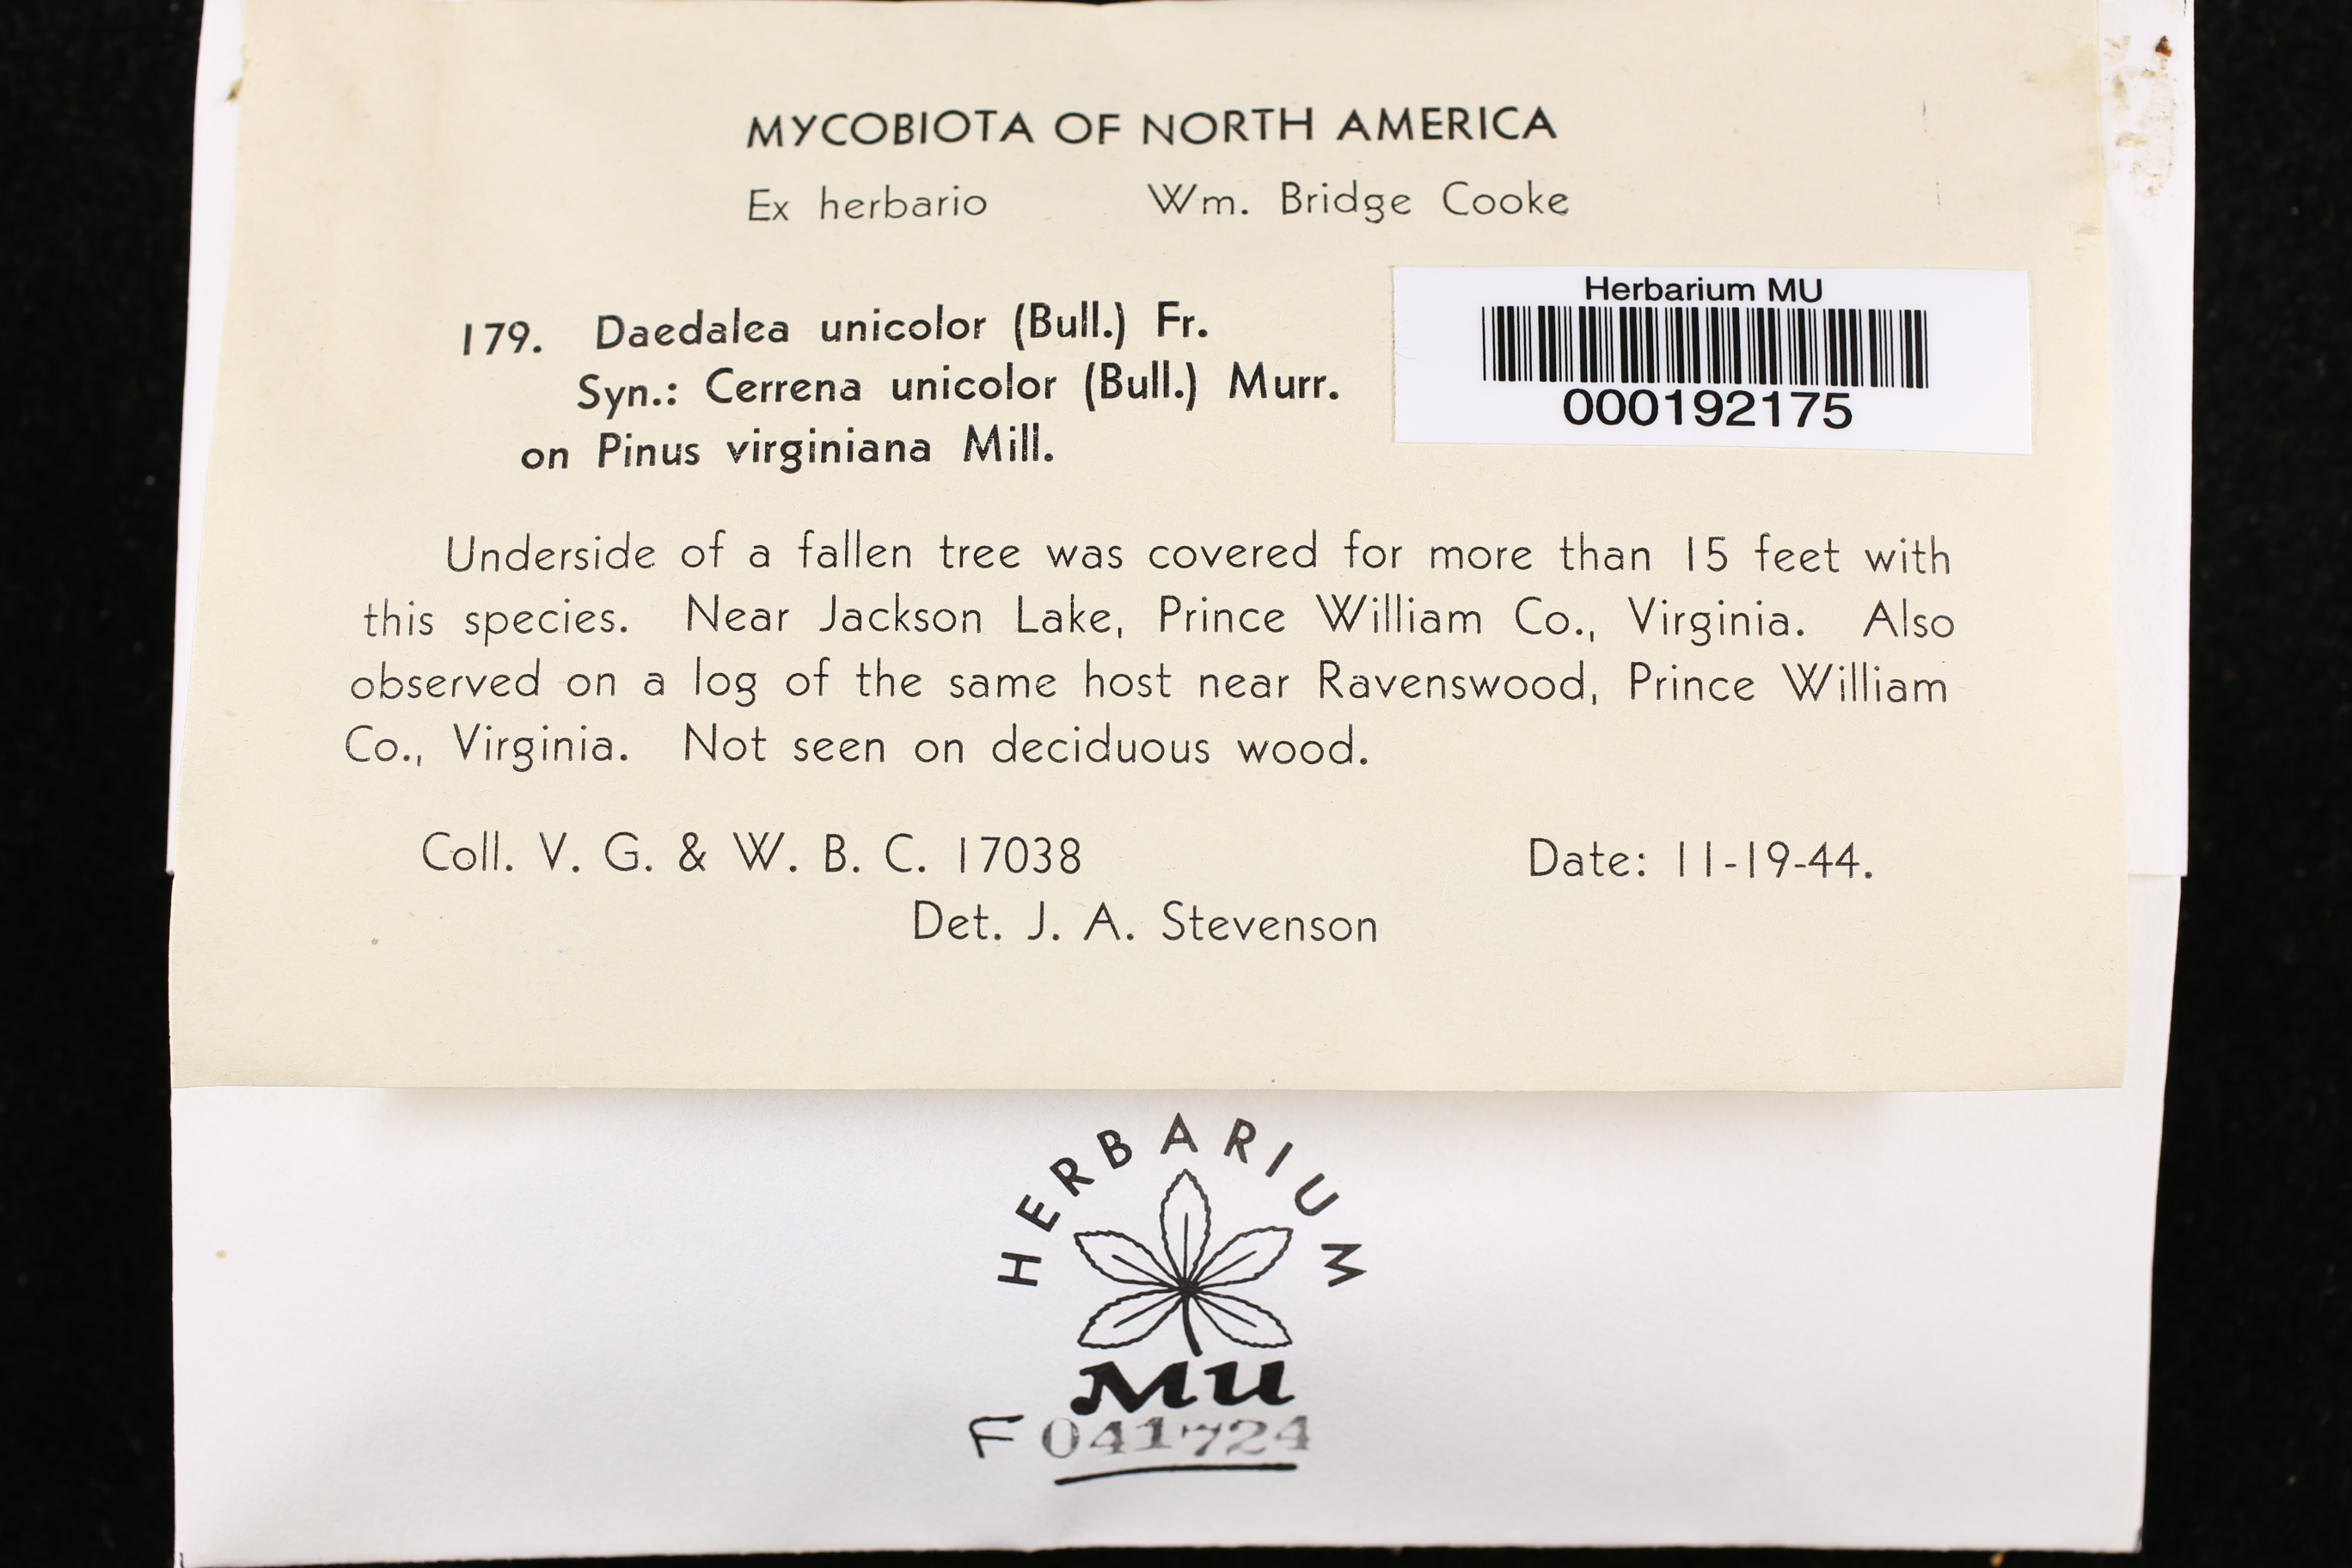 MYCOBIOTA OF NORTH AMERICA
Ex herbario Wm. Bridge Cooke
Herbarium MU
000192175
179. Daedalea unicolor (Bull.) Fr.
Syn.: Cerrena unicolor (Bull.) Murr.
on Pinus virginiana Mill.
Underside of a fallen tree was covered for more than 15 feet with
this species. Near Jackson Lake, Prince William Co., Virginia. Also
observed on a log of the same host near Ravenswood, Prince William
Co., Virginia. Not seen on deciduous wood.
Coll. V. G. & W. B. C. 17038 Date: 11-19-44.
Det. J. A. Stevenson
HERBARIUM
MU
F 041724